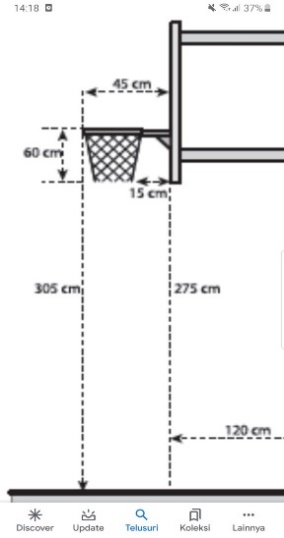 14:18
37%
45 cm
60 cm
15 cm
305 cm
275 cm
120 cm
Discover
Update
Telusuri
Koleksi
Lainnya